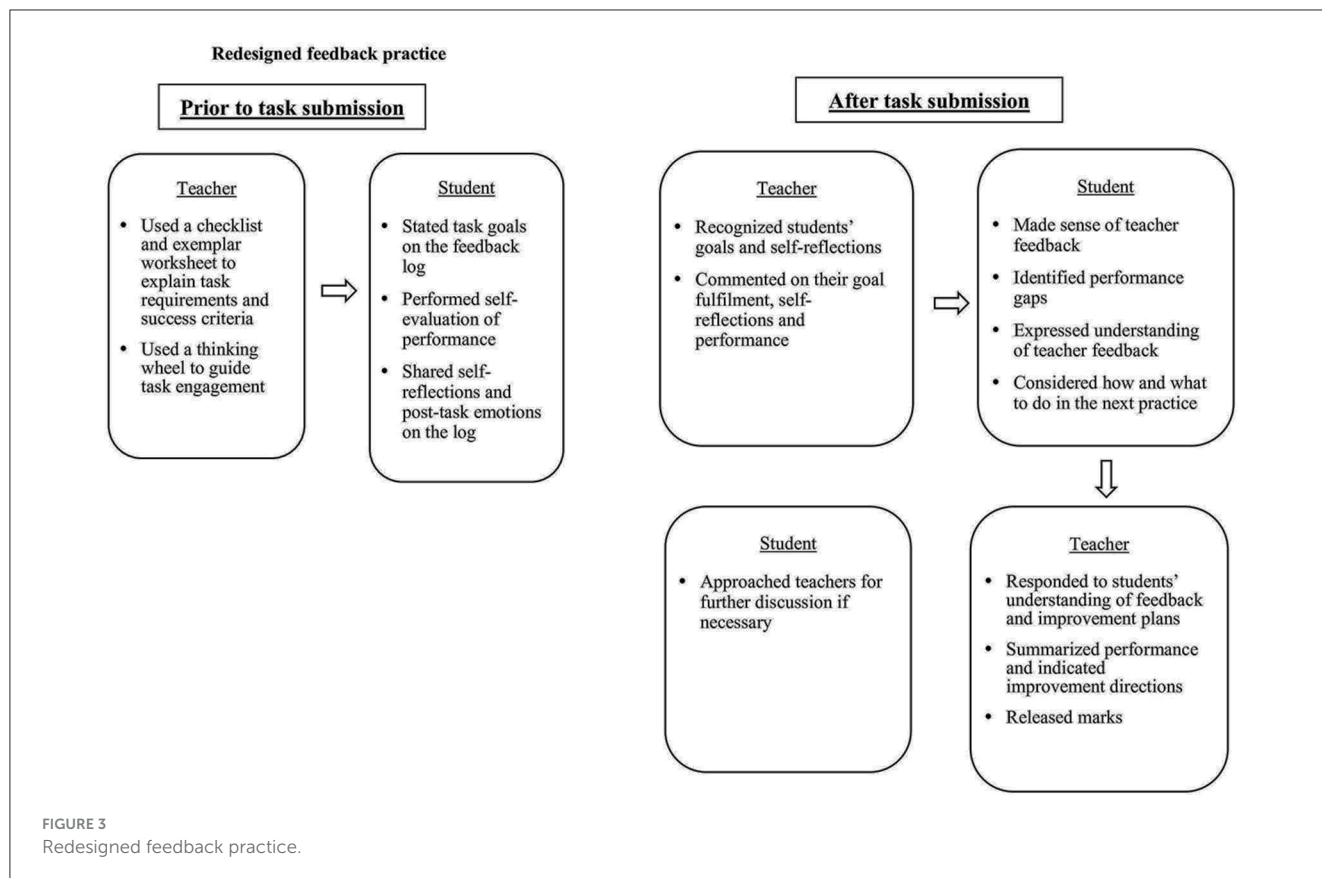 Redesigned feedback practice
Prior to task submission
Teacher
• Used a checklist
and exemplar
worksheet to
explain task
requirements and
success criteria
• Used a thinking
wheel to guide
task engagement
Student
• Stated task goals
on the feedback
log
• Performed self-
evaluation of
performance
• Shared self-
reflections and
post-task emotions
on the log
After task submission
Teacher
• Recognized students’
goals and self-reflections
• Commented on their goal
fulfilment, self-
reflections and
performance
Student
• Made sense of teacher
feedback
• Identified performance
gaps
• Expressed understanding
of teacher feedback
• Considered how and what
to do in the next practice
Teacher
• Responded to students’
understanding of feedback
and improvement plans
• Summarized performance
and indicated
improvement directions
• Released marks
Student
• Approached teachers for
further discussion if
necessary
FIGURE 3
Redesigned feedback practice.